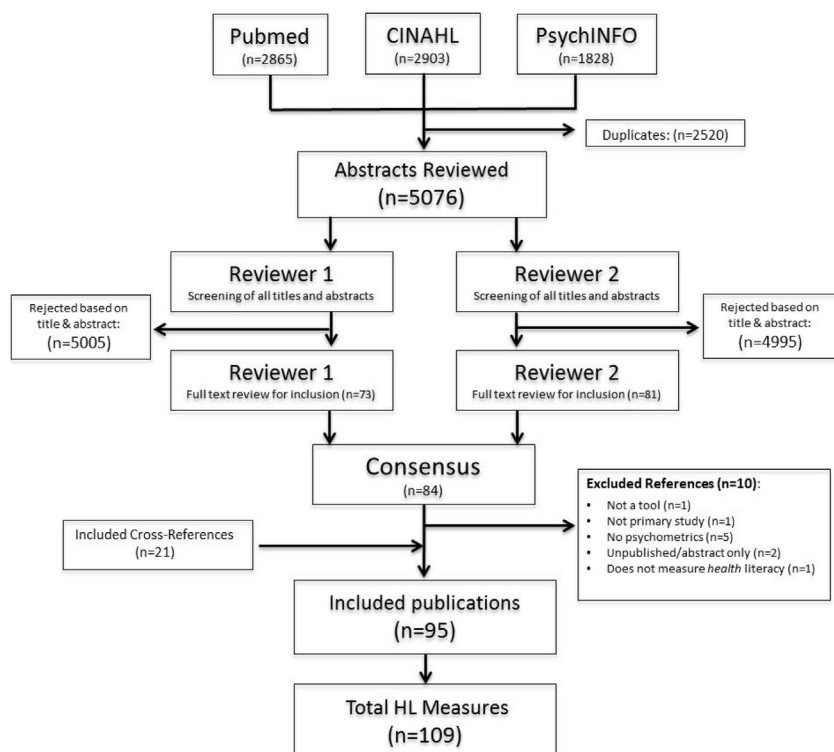 Pubmed
(n=2865)
CINAHL
(n=2903)
PsychINFO
(n=1828)
Duplicates: (n=2520)
Abstracts Reviewed
(n=5076)
Reviewer 1
Screening of all titles and abstracts
Reviewer 2
Screening of all titles and abstracts
Rejected based on
title & abstract:
(n=5005)
Rejected based on
title & abstract:
(n=4995)
Reviewer 1
Full text review for inclusion (n=73)
Reviewer 2
Full text review for inclusion (n=81)
Consensus
(n=84)
Excluded References (n=10):
• Not a tool (n=1)
• Not primary study (n=1)
• No psychometrics (n=5)
• Unpublished/abstract only (n=2)
• Does not measure health literacy (n=1)
Included Cross-References
(n=21)
Included publications
(n=95)
Total HL Measures
(n=109)